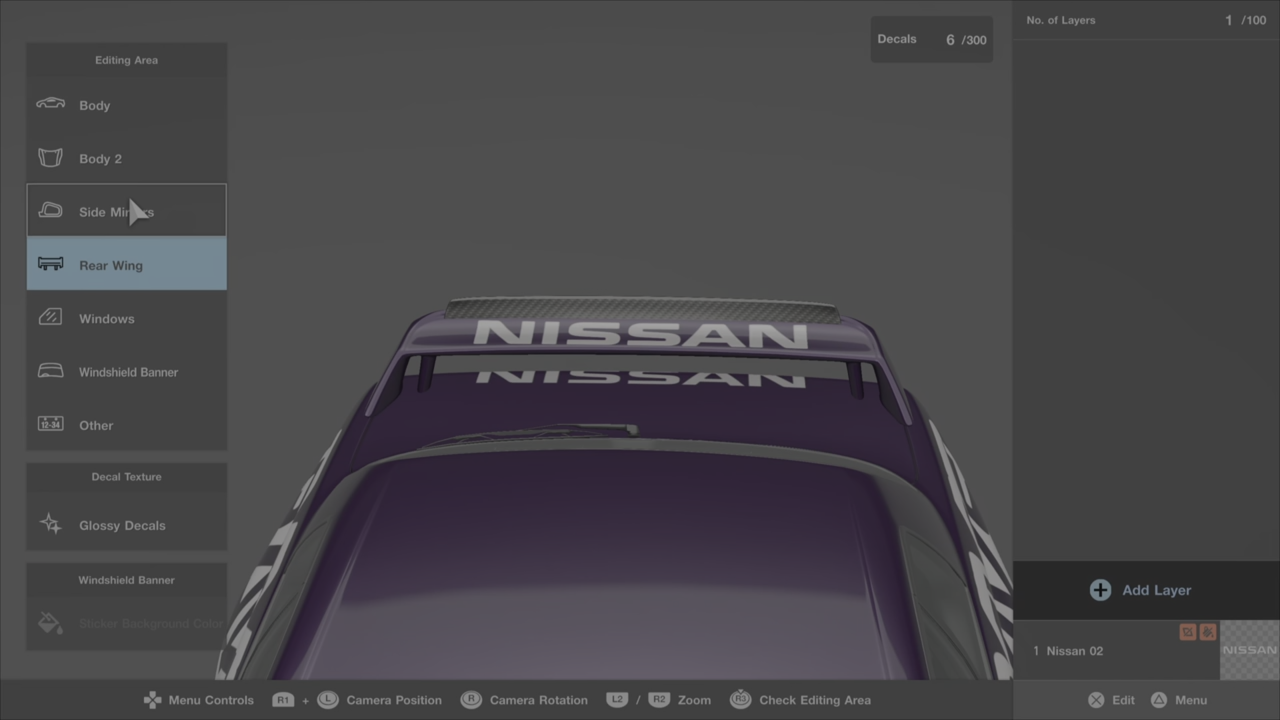 Editing Area
Body
Body 2
Side Mirrors
Rear Wing
Windows
Windshield Banner
12-34
Other
Decal Texture
Glossy Decals
Windshield Banner
Sticker Background Color
Decals 6 /300
NISSAN
NISSAN
No. of Layers 1 /100
Add Layer
1 Nissan 02
NISSAN
Menu Controls R1 + L Camera Position R Camera Rotation L2 / R2 Zoom R3 Check Editing Area
Edit Menu